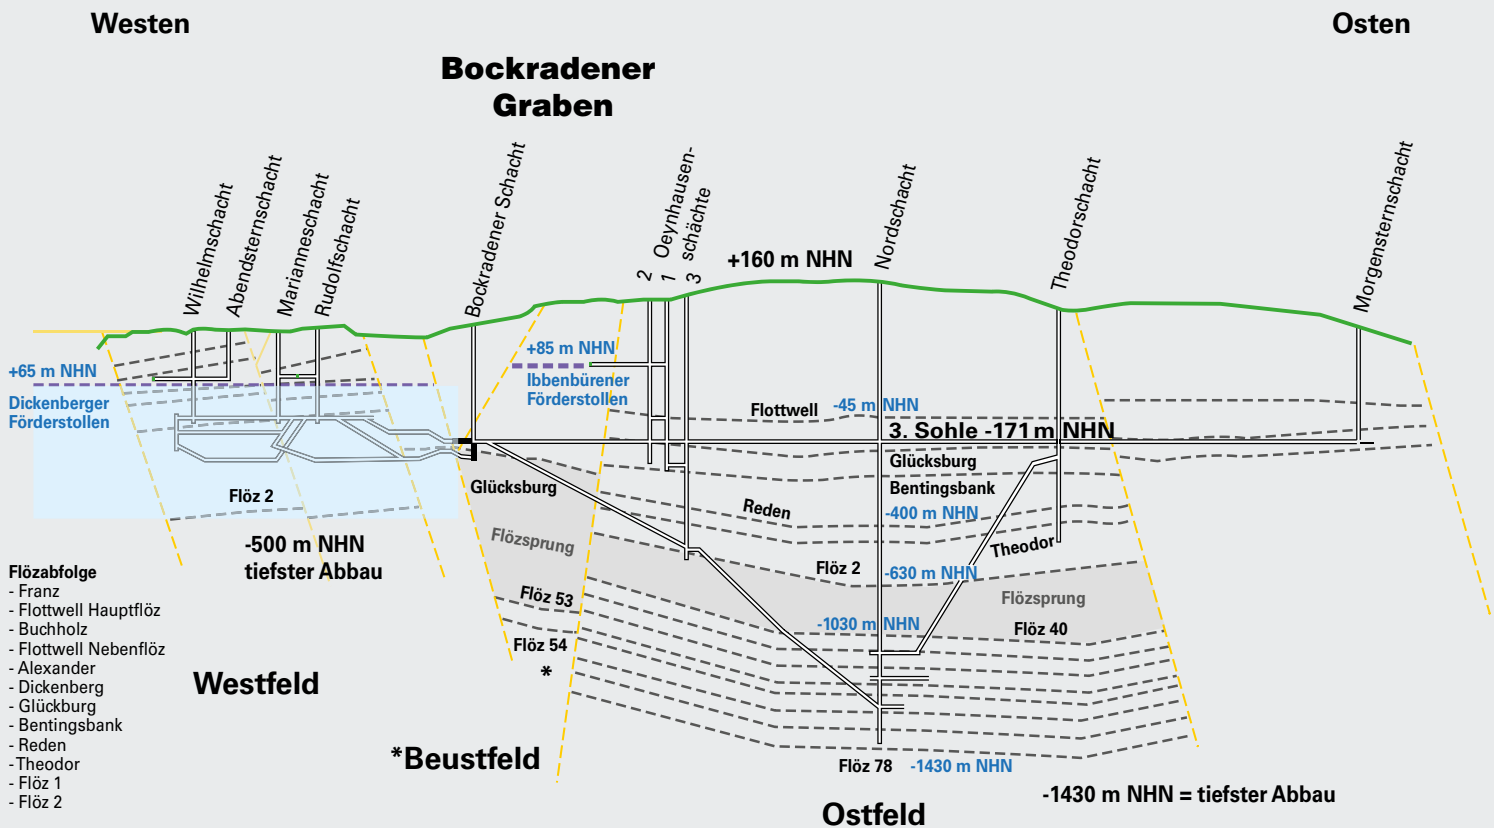 Westen
Osten
Bockradener
Graben
Wilhelmschacht
Abendsternschacht
Marianneschacht
Rudolfschacht
Bockradener Schacht
2
1 Oeynhausen-
3 schächte
+160 m NHN
Nordschacht
Theodorschacht
Morgensternschacht
+65 m NHN
Dickenberger
Förderstollen
+85 m NHN
Ibbenbürener
Förderstollen
Flottwell
-45 m NHN
3. Sohle -171 m NHN
Glücksburg
Bentingsbank
Glücksburg
Reden
-400 m NHN
Flöz 2
Flözsprung
Theodor
-500 m NHN
tiefster Abbau
Flöz 2
-630 m NHN
Flözsprung
Flöz 53
-1030 m NHN
Flöz 40
Flöz 54
*
Flözabfolge
- Franz
- Flottwell Hauptflöz
- Buchholz
- Flottwell Nebenflöz
- Alexander
- Dickenberg
- Glückburg
- Bentingsbank
- Reden
-Theodor
- Flöz 1
- Flöz 2
Westfeld
*Beustfeld
Flöz 78
-1430 m NHN
-1430 m NHN = tiefster Abbau
Ostfeld